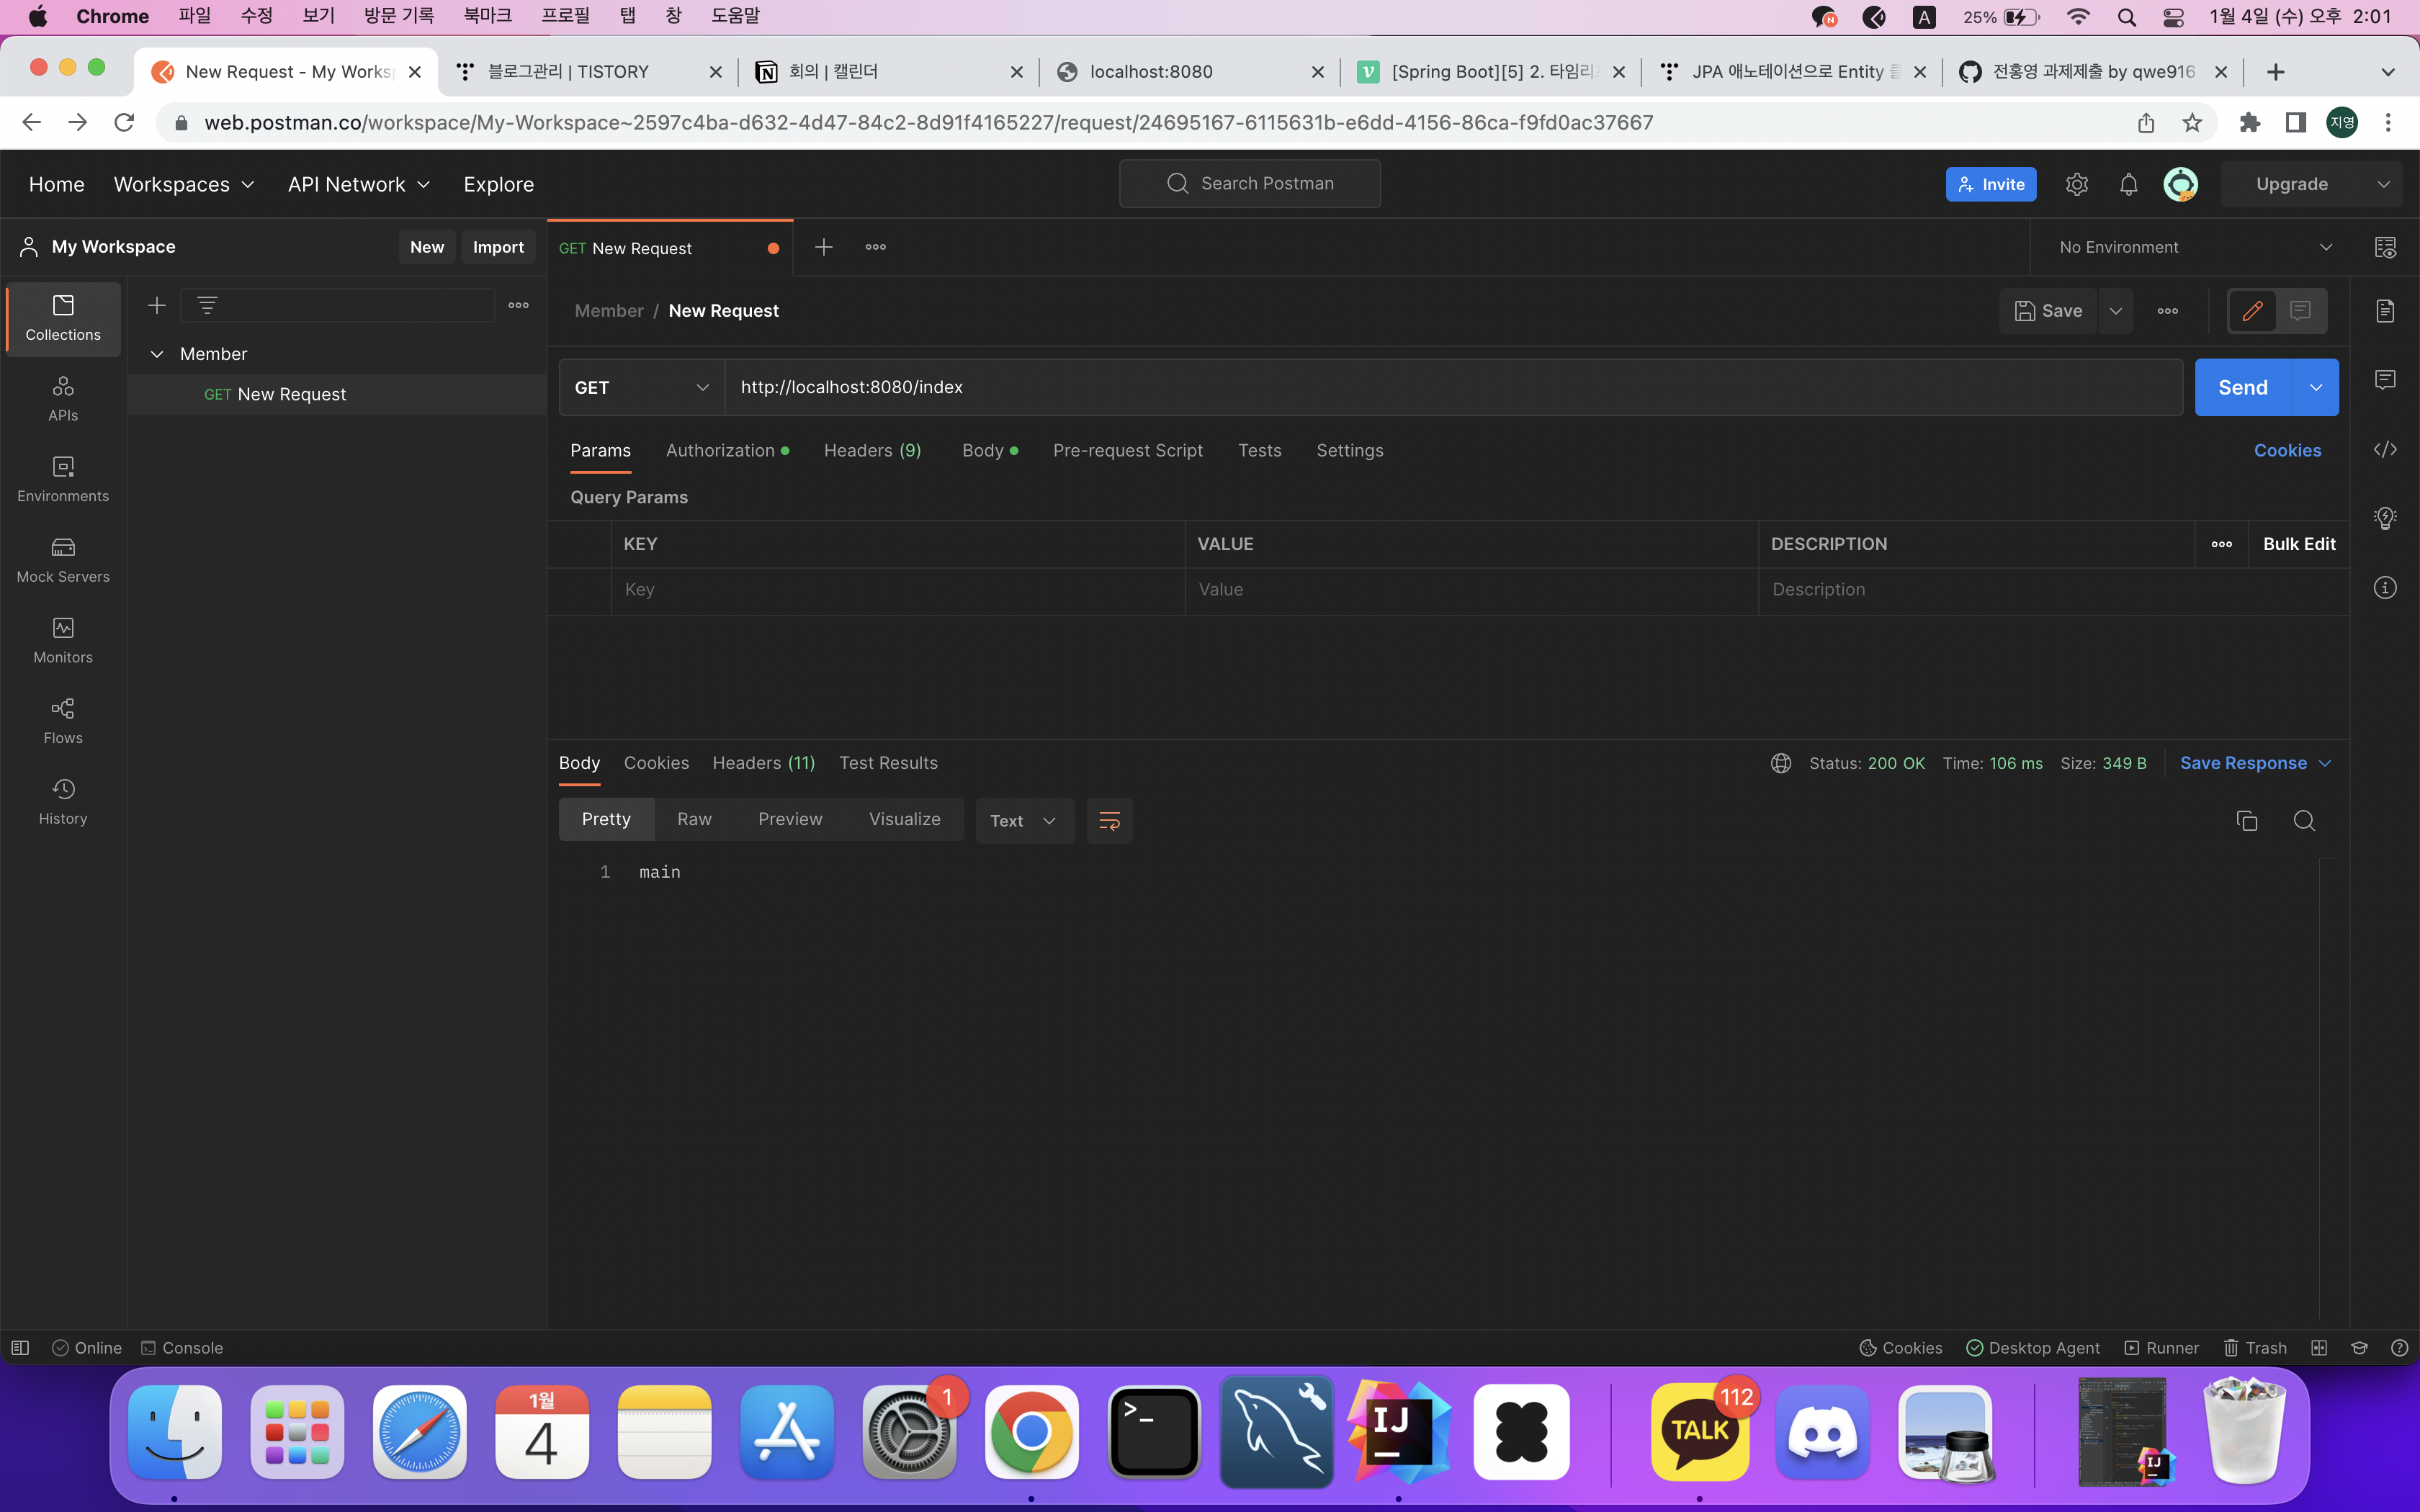 Chrome 파일 수정 보기 방문 기록 북마크 프로필 탭 창 도움말 N A 25% 1월 4일 (수) 오후 2:01
New Request - My Works 블로그관리 | TISTORY 회의 | 캘린더 localhost:8080 [Spring Boot][5] 2. 타임리 JPA 애노테이션으로 Entity 전홍영 과제제출 by qwe916
web.postman.co/workspace/My-Workspace~2597c4ba-d632-4d47-84c2-8d91f4165227/request/24695167-6115631b-e6dd-4156-86ca-f9fd0ac37667 지영
Home Workspaces API Network Explore Search Postman Invite Upgrade
My Workspace New Import GET New Request No Environment
Collections
APIs
Environments
Mock Servers
Monitors
Flows
History
Member
GET New Request
Member / New Request Save
GET http://localhost:8080/index Send
Params Authorization Headers (9) Body Pre-request Script Tests Settings Cookies
Query Params
KEY VALUE DESCRIPTION Bulk Edit
Key Value Description
Body Cookies Headers (11) Test Results Status: 200 OK Time: 106 ms Size: 349 B Save Response
Pretty Raw Preview Visualize Text
1 main
Online Console Cookies Desktop Agent Runner Trash
1월
4
1
IJ
TALK
112
IJ